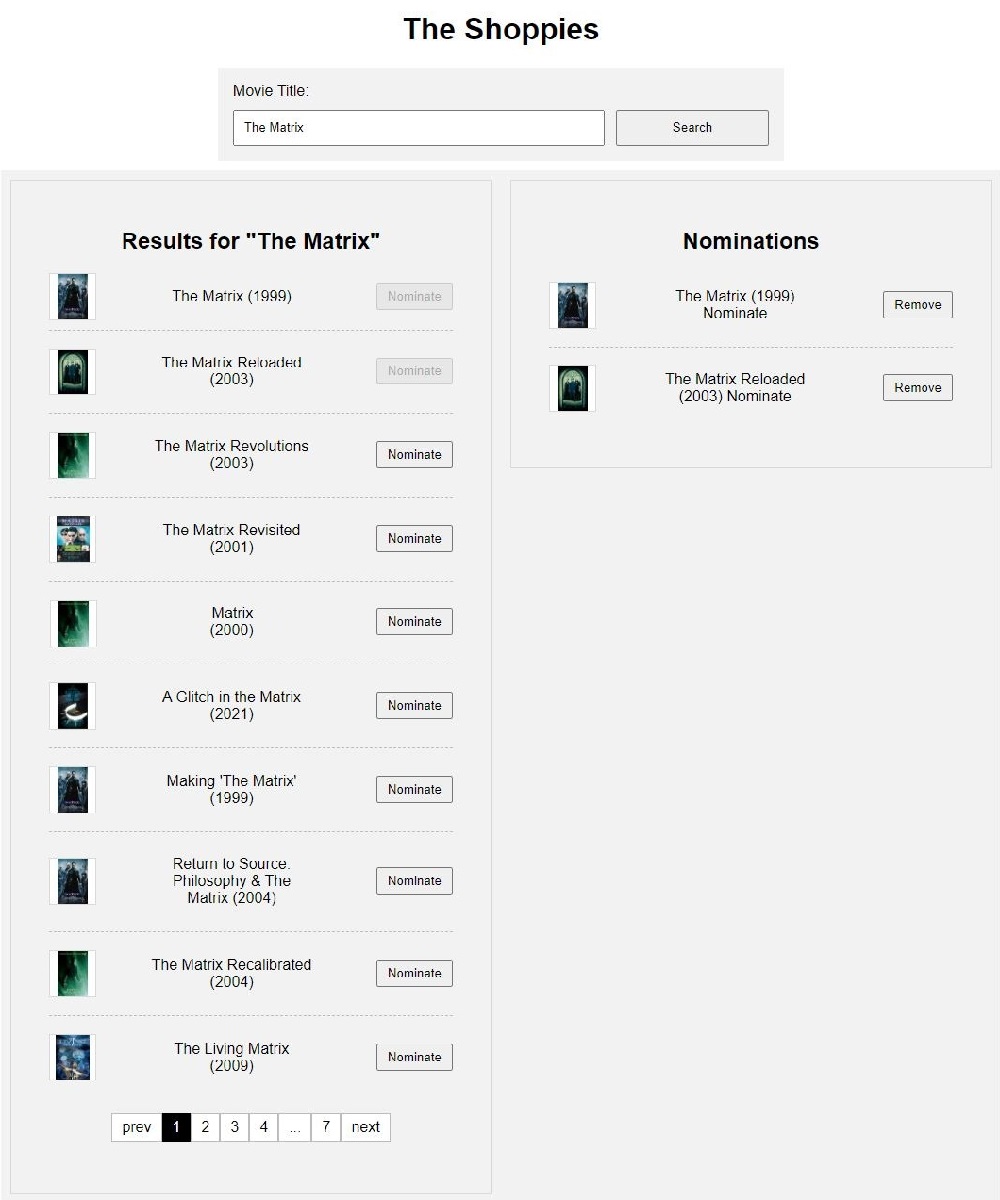 The Shoppies
Movie Title:
The Matrix
Search
Results for "The Matrix"
The Matrix (1999)
Nominate
The Matrix Reloaded
(2003)
Nominate
The Matrix Revolutions
(2003)
Nominate
The Matrix Revisited
(2001)
Nominate
Matrix
(2000)
Nominate
A Glitch in the Matrix
(2021)
Nominate
Making 'The Matrix'
(1999)
Nominate
Return to Source:
Philosophy & The
Matrix (2004)
Nominate
The Matrix Recalibrated
(2004)
Nominate
The Living Matrix
(2009)
Nominate
prev 1 2 3 4 ... 7 next
Nominations
The Matrix (1999)
Nominate
Remove
The Matrix Reloaded
(2003) Nominate
Remove